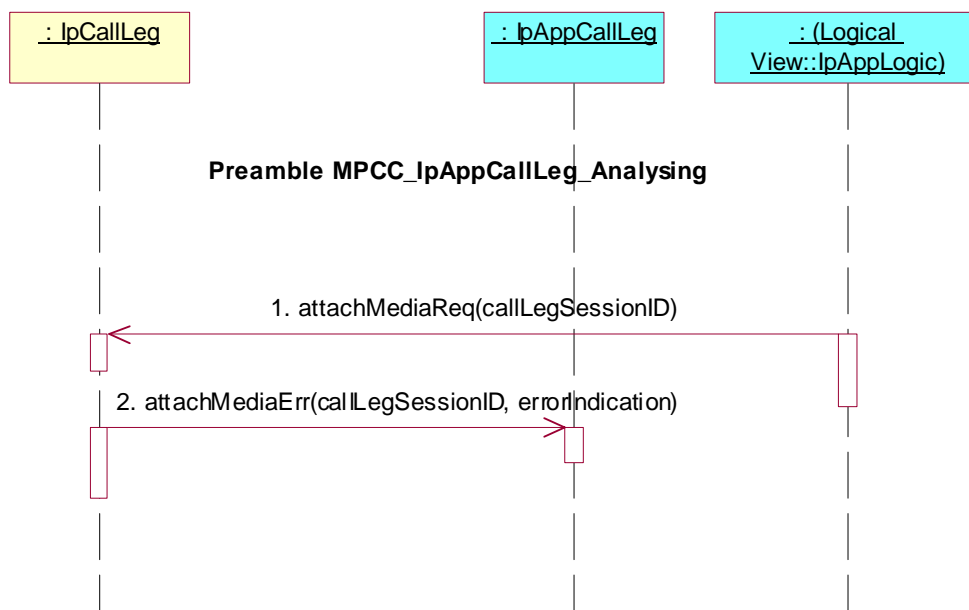 : IpCallLeg
: IpAppCallLeg
: (Logical
View::IpAppLogic)
Preamble MPCC_IpAppCallLeg_Analysing
1. attachMediaReq(callLegSessionID)
2. attachMediaErr(callLegSessionID, errorIndication)